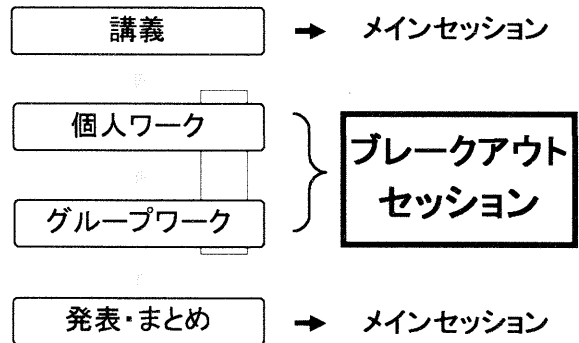 講義 → メインセッション
個人ワーク
ブレークアウト
セッション
グループワーク
発表・まとめ → メインセッション